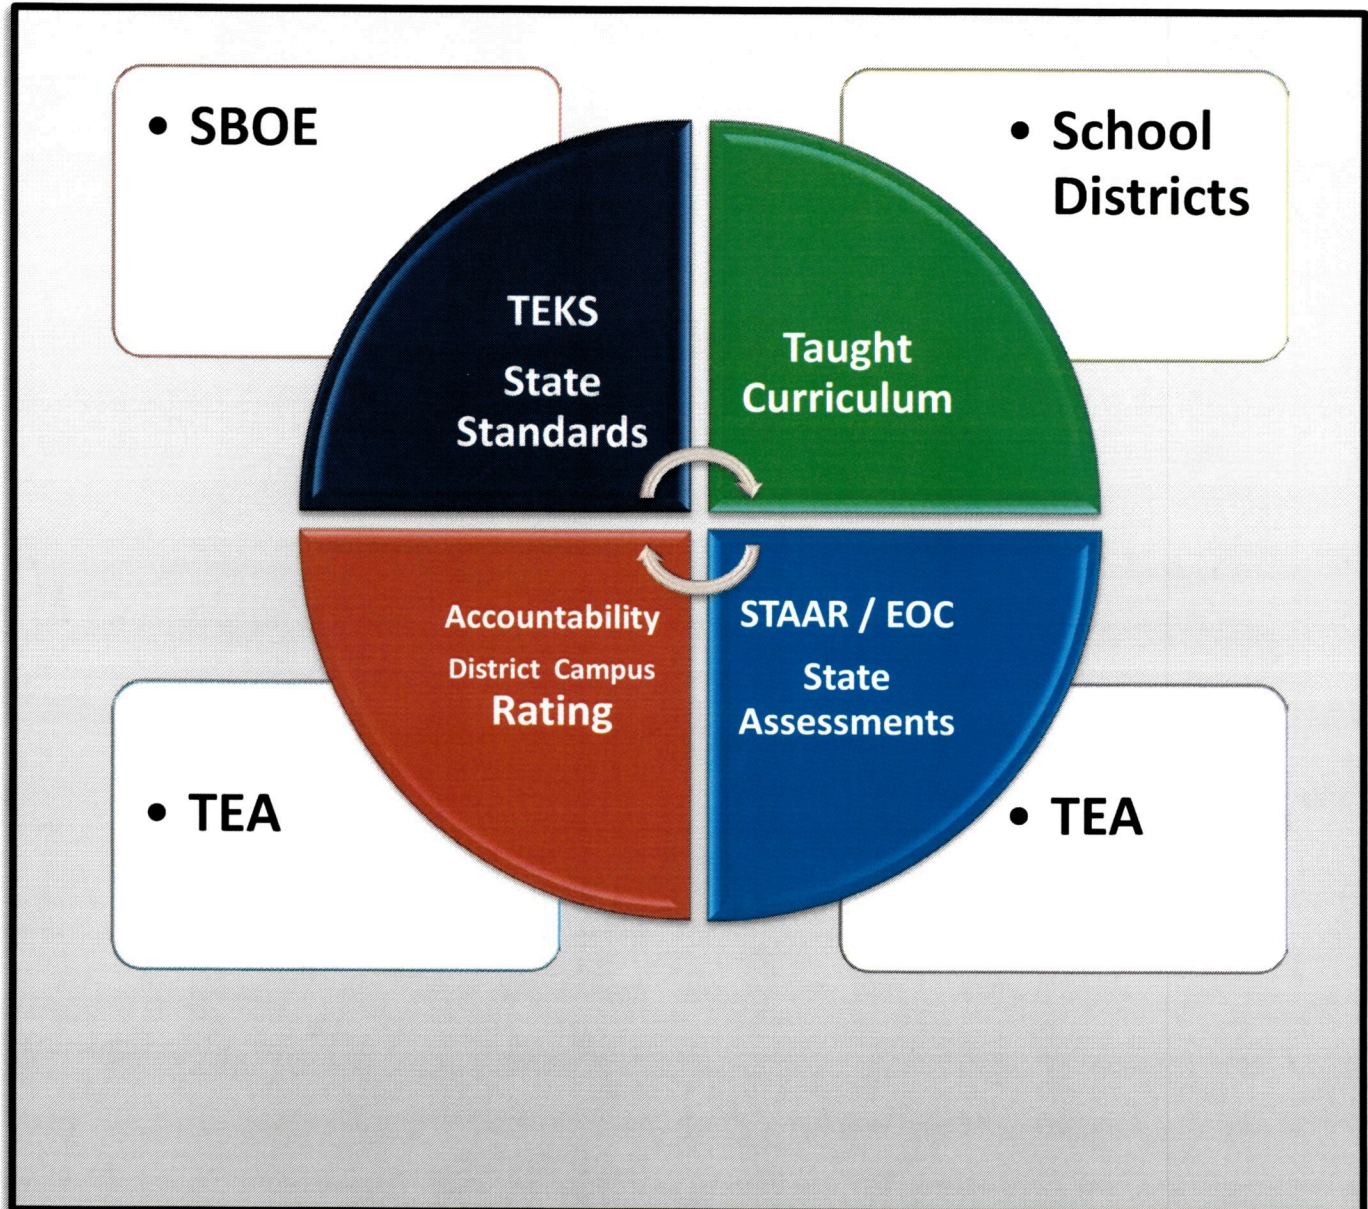 • SBOE
• School
Districts
TEKS
State
Standards
Taught
Curriculum
Accountability
District Campus
Rating
STAAR / EOC
State
Assessments
• TEA
• TEA